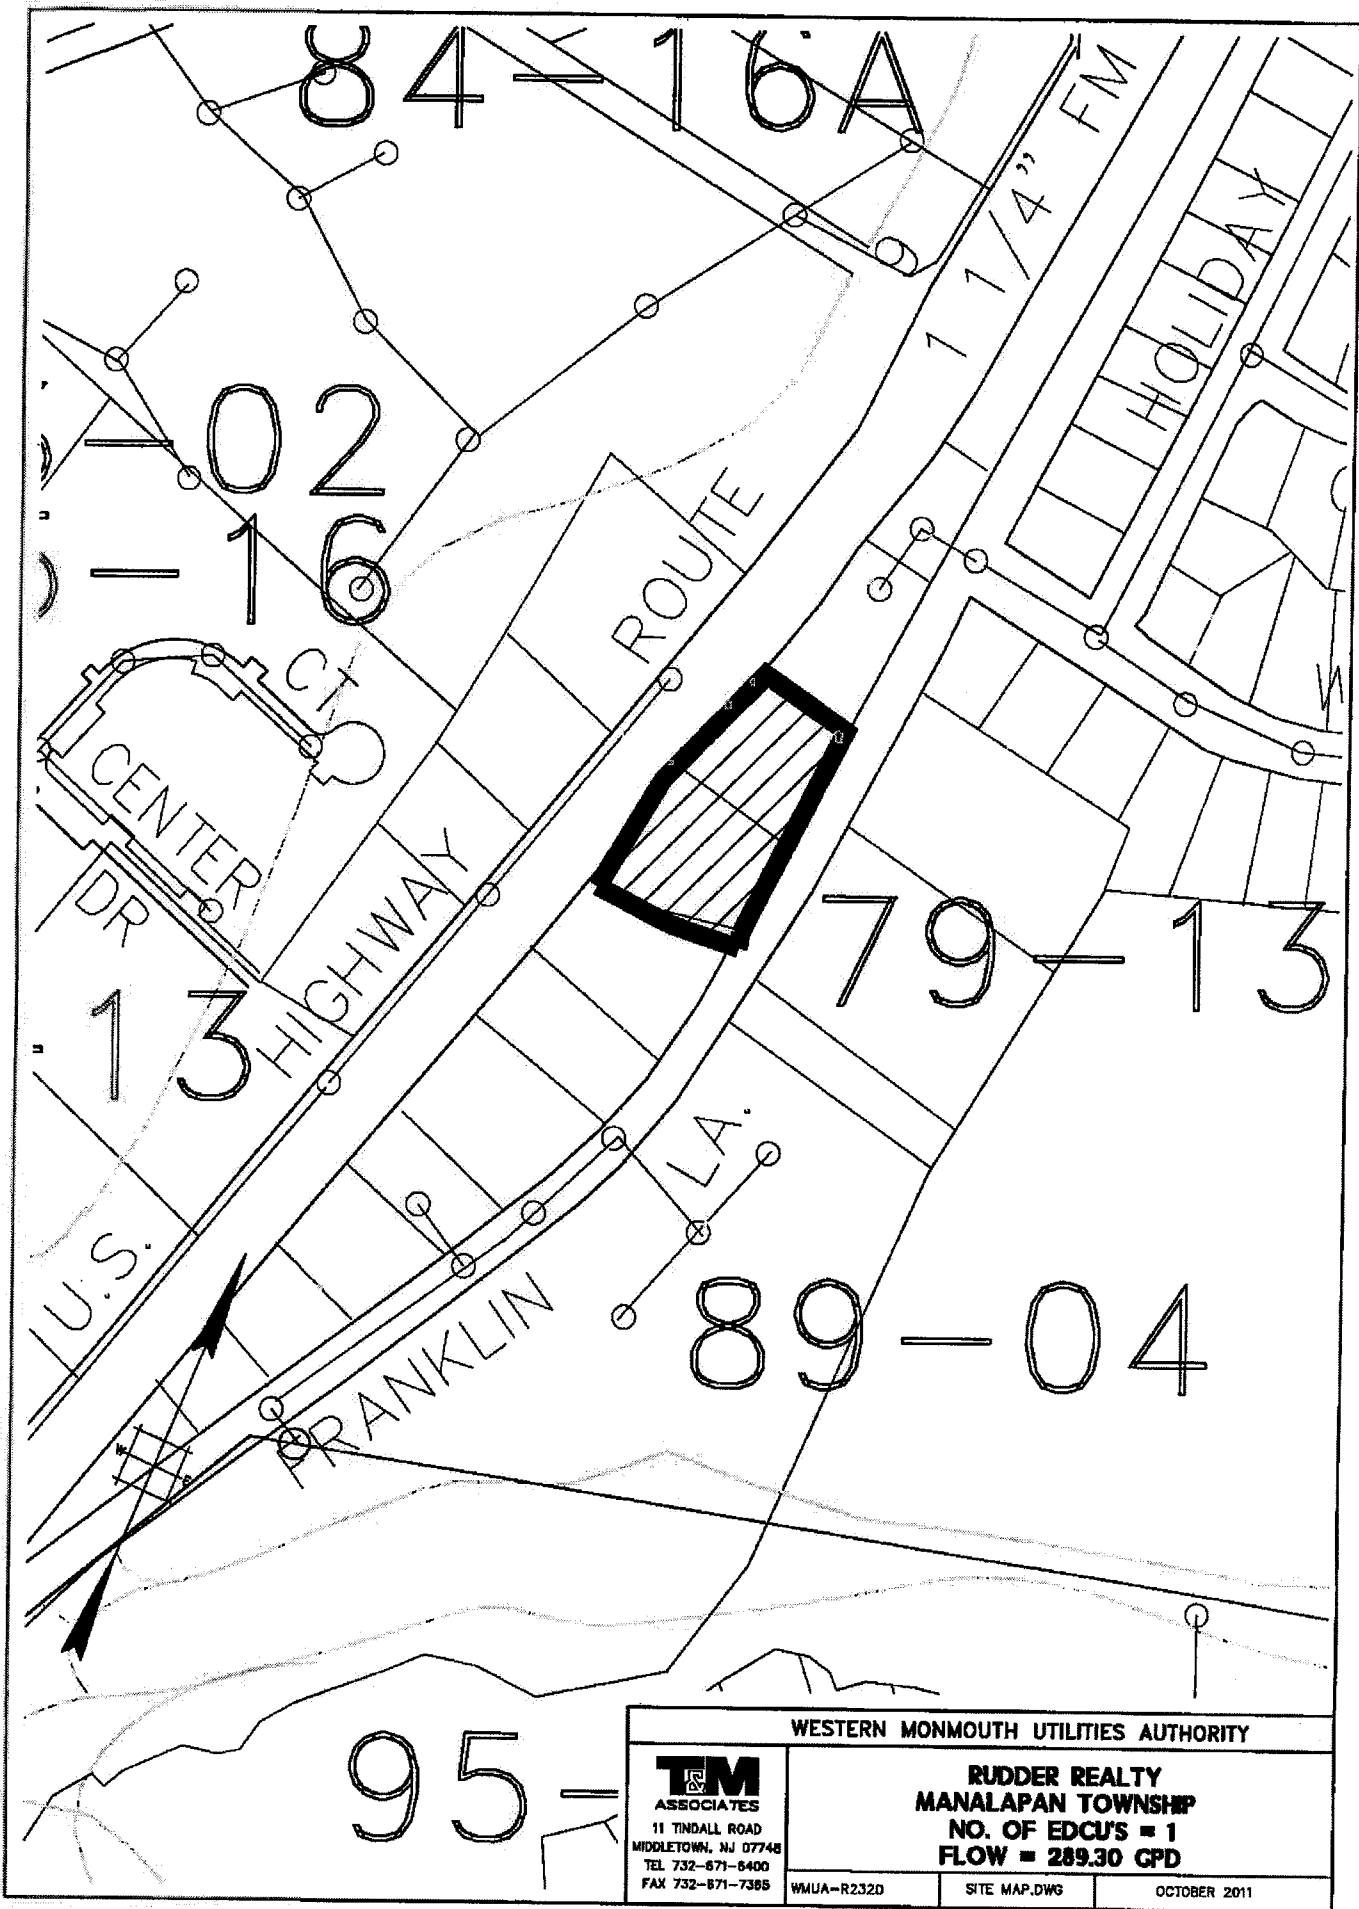 84-16A
1 1/4" FM
HOLIDAY
9
-02
-16
ROUTE
CT
CENTER
DR
HIGHWAY
79-13
-13
LA.
U.S.
89-04
FRANKLIN
W
E
95-
WESTERN MONMOUTH UTILITIES AUTHORITY
T&M
ASSOCIATES
11 TINDALL ROAD
MIDDLETOWN, NJ 07748
TEL 732-671-6400
FAX 732-671-7365
RUDDER REALTY
MANALAPAN TOWNSHIP
NO. OF EDCU'S = 1
FLOW = 289.30 GPD
WMUA-R2320
SITE MAP.DWG
OCTOBER 2011